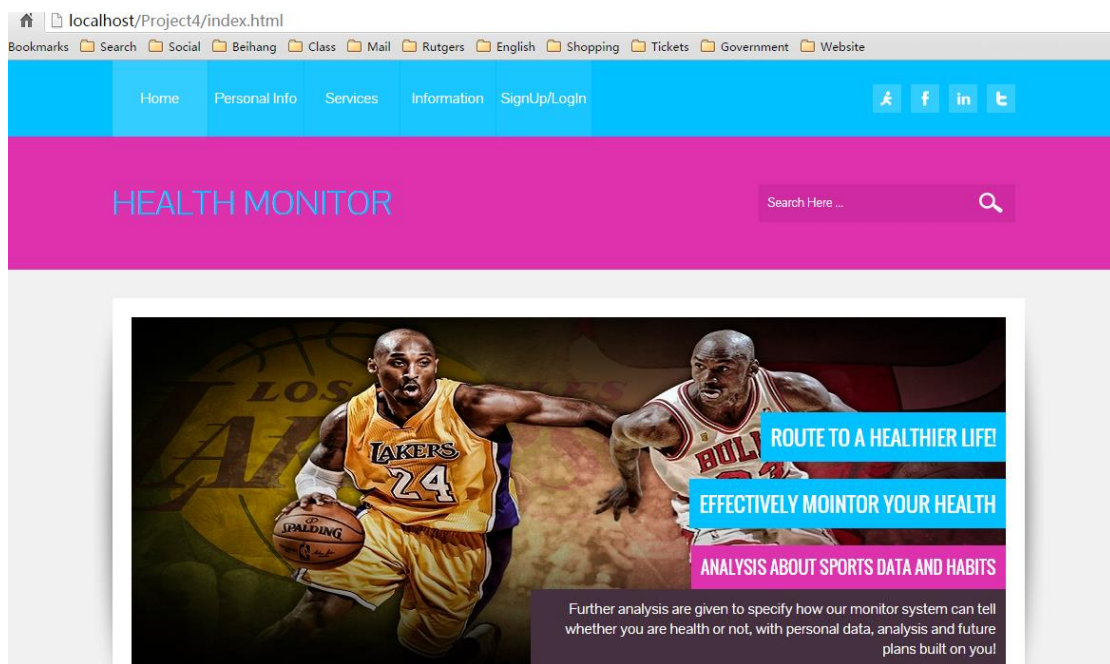 localhost/Project4/index.html
Bookmarks Search Social Beihang Class Mail Rutgers English Shopping Tickets Government Website
Home Personal Info Services Information SignUp/LogIn
f in t
HEALTH MONITOR
Search Here ...
LOS
LAKERS
24
SPALDING
BULL
ROUTE TO A HEALTHIER LIFE!
EFFECTIVELY MOINTOR YOUR HEALTH
ANALYSIS ABOUT SPORTS DATA AND HABITS
Further analysis are given to specify how our monitor system can tell
whether you are health or not, with personal data, analysis and future
plans built on you!